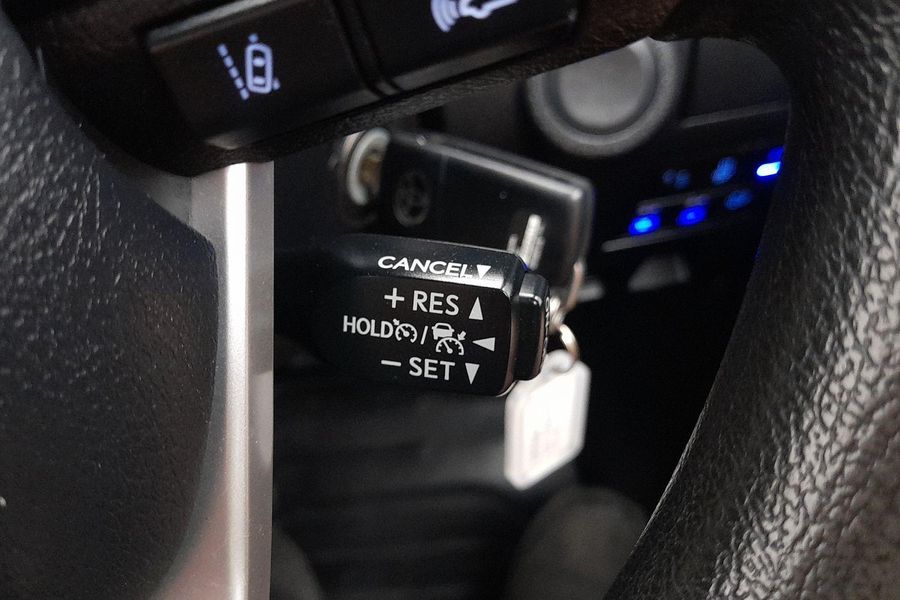 CANCEL▼
+ RES ▲
HOLD / ◀
− SET ▼